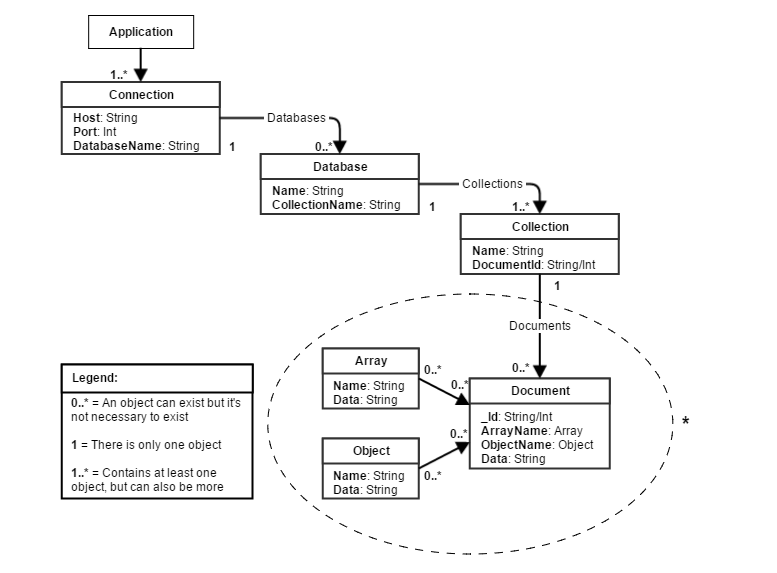 Application
1..*
Connection
Host: String
Port: Int
DatabaseName: String
Databases
1
0..*
Database
Name: String
CollectionName: String
Collections
1
1..*
Collection
Name: String
DocumentId: String/Int
1
Documents
0..*
Array
Name: String
Data: String
0..*
0..*
Document
_Id: String/Int
ArrayName: Array
ObjectName: Object
Data: String
*
Object
Name: String
Data: String
0..*
0..*
Legend:
0..* = An object can exist but it's
not necessary to exist
1 = There is only one object
1..* = Contains at least one
object, but can also be more